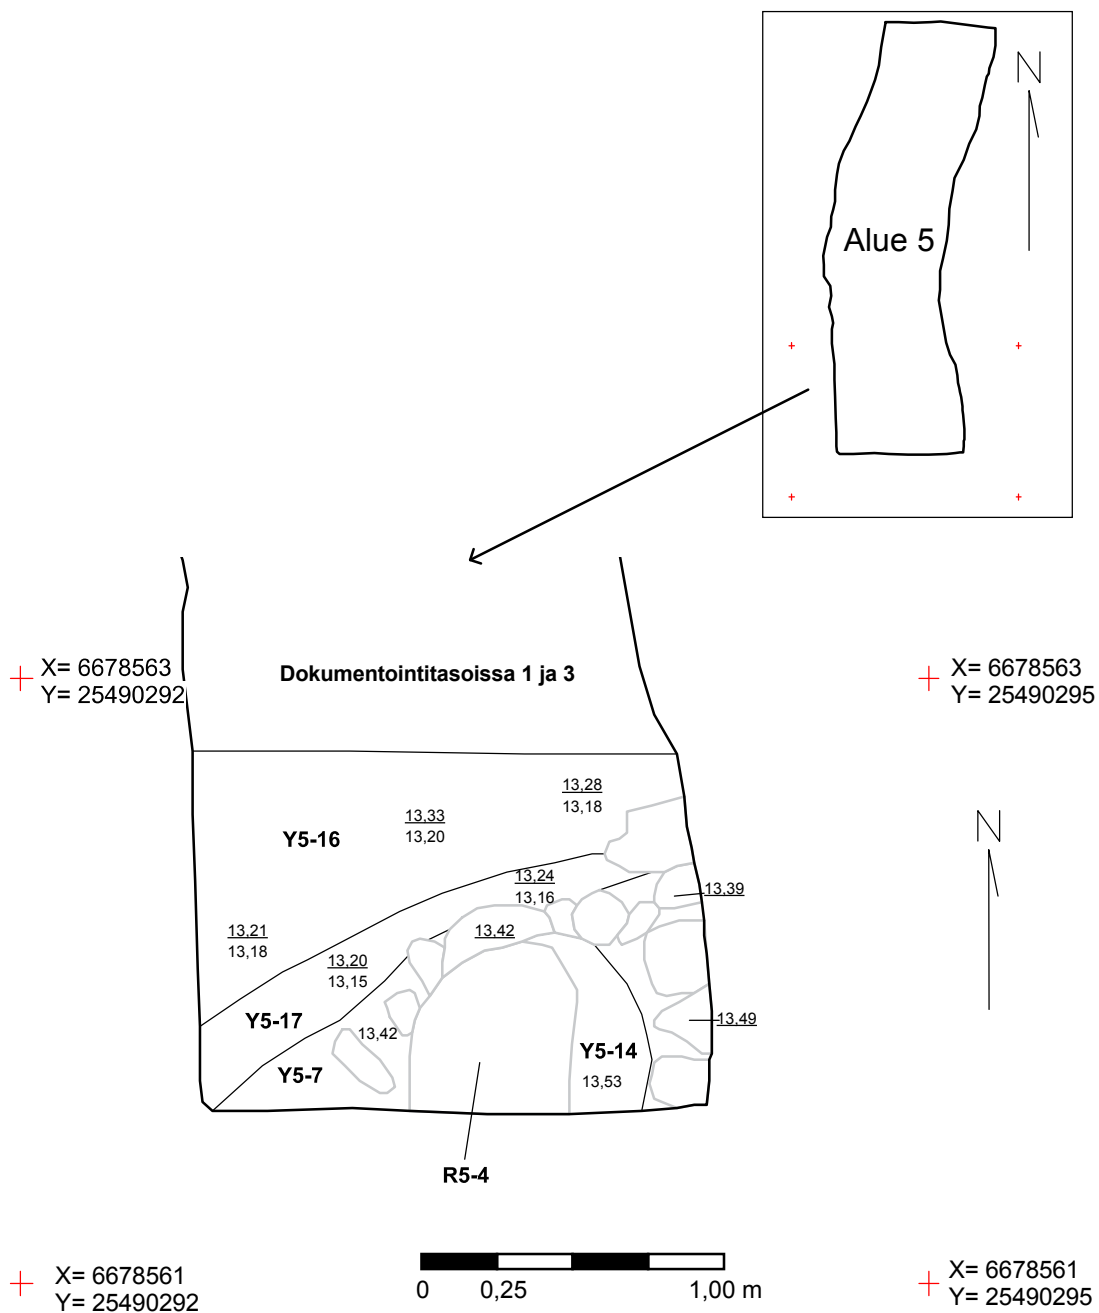 N
Alue 5
X= 6678563
Y= 25490292
Dokumentointitasoissa 1 ja 3
X= 6678563
Y= 25490295
13,28
13,18
13,33
13,20
Y5-16
N
13,24
13,16
13,39
13,21
13,18
13,42
13,20
13,15
Y5-17
13,42
13,49
Y5-14
13,53
Y5-7
R5-4
X= 6678561
Y= 25490292
0 0,25 1,00 m
X= 6678561
Y= 25490295